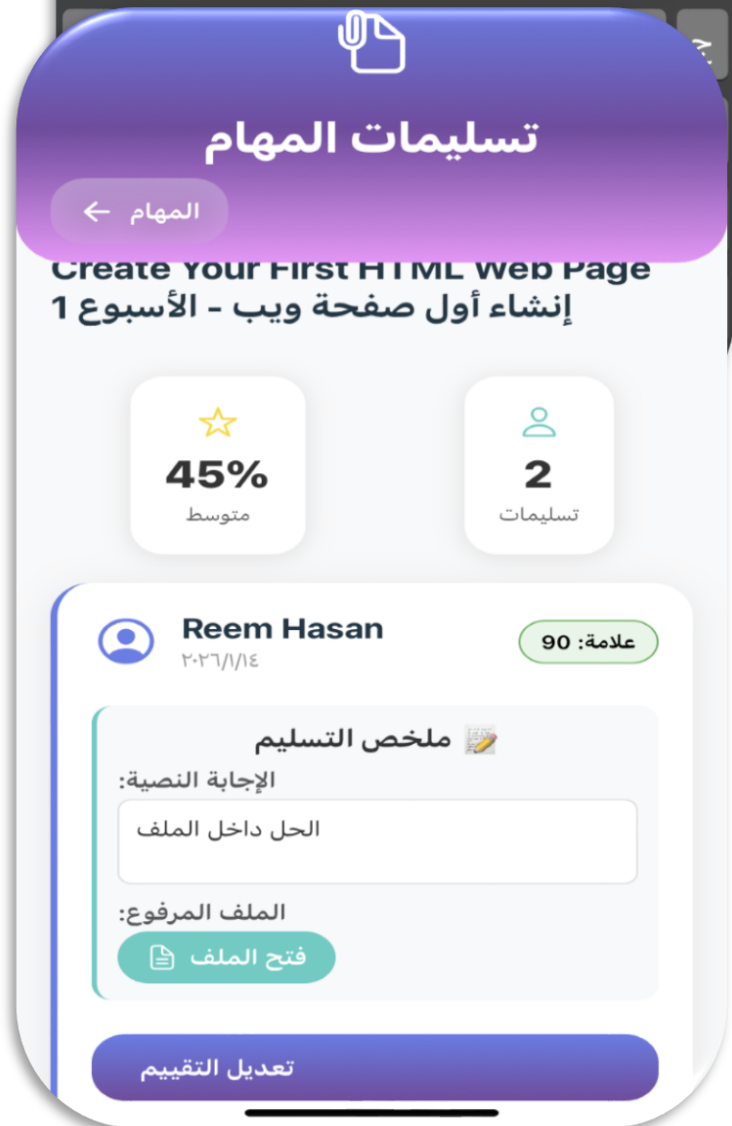 ج
تسليمات المهام
المهام ←
Create Your First HTML Web Page
إنشاء أول صفحة ويب - الأسبوع 1
2
تسليمات
45%
متوسط
Reem Hasan
٢٠٢٦/١/١٤
علامة: 90
ملخص التسليم
الإجابة النصية:
الحل داخل الملف
الملف المرفوع:
فتح الملف
تعديل التقييم